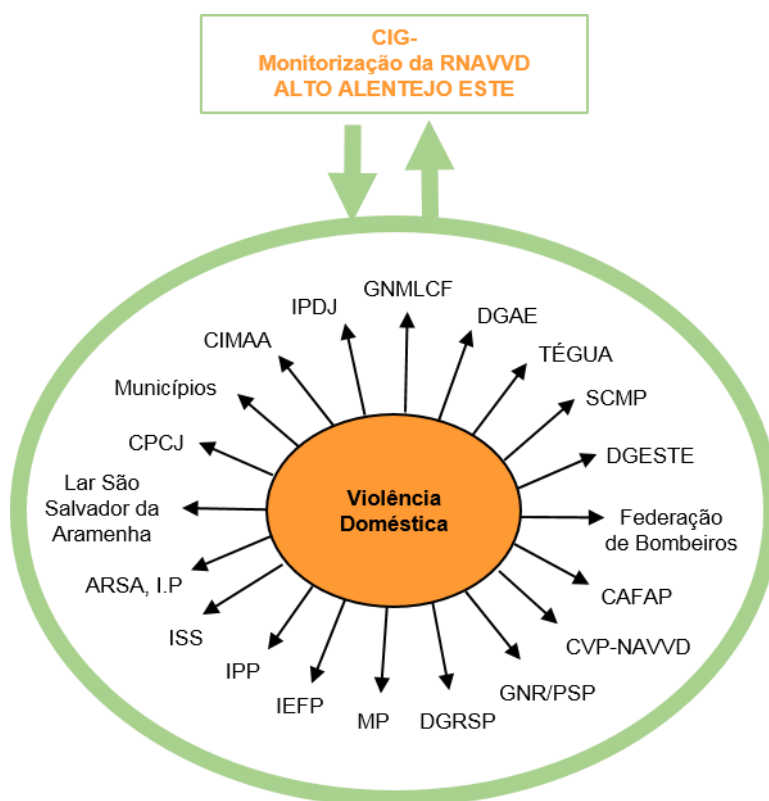 CIG-
Monitorização da RNAVVD
ALTO ALENTEJO ESTE
GNMLCF
IPDJ
DGAE
CIMAA
TÉGUA
Municípios
SCMP
CPCJ
DGESTE
Lar São
Salvador da
Aramenha
Violência
Doméstica
Federação
de Bombeiros
ARSA, I.P
CAFAP
ISS
CVP-NAVVD
IPP
GNR/PSP
IEFP
MP
DGRSP